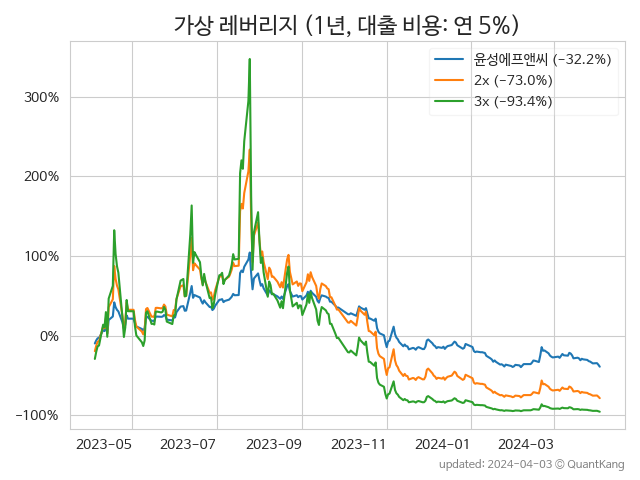 가상 레버리지 (1년, 대출 비용: 연 5%)
윤성에프앤씨 (-32.2%)
2x (-73.0%)
3x (-93.4%)
300%
200%
100%
0%
-100%
2023-05 2023-07 2023-09 2023-11 2024-01 2024-03
updated: 2024-04-03 © QuantKang